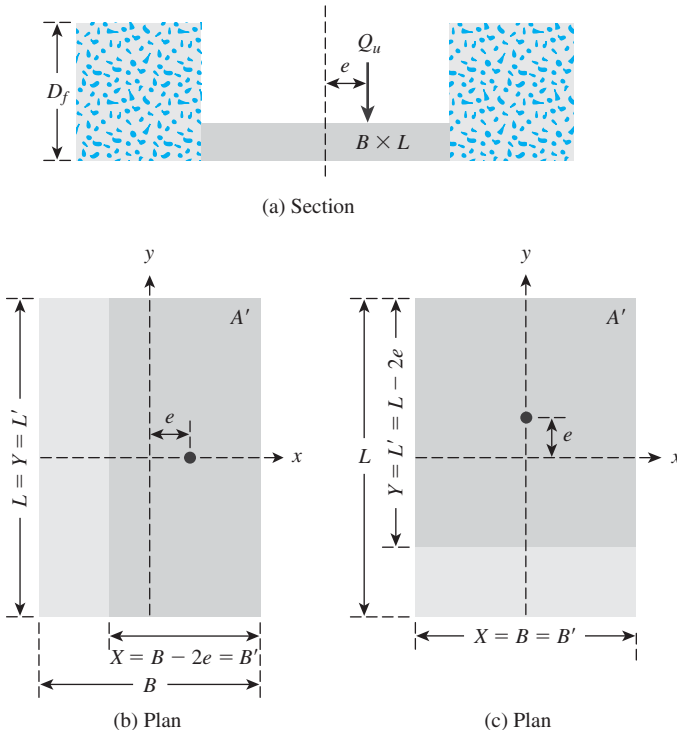 Q_u
e
D_f
B × L
(a) Section
y
A′
L = Y = L′
e
x
X = B − 2e = B′
B
(b) Plan
y
A′
Y = L′ = L − 2e
L
e
x
X = B = B′
(c) Plan